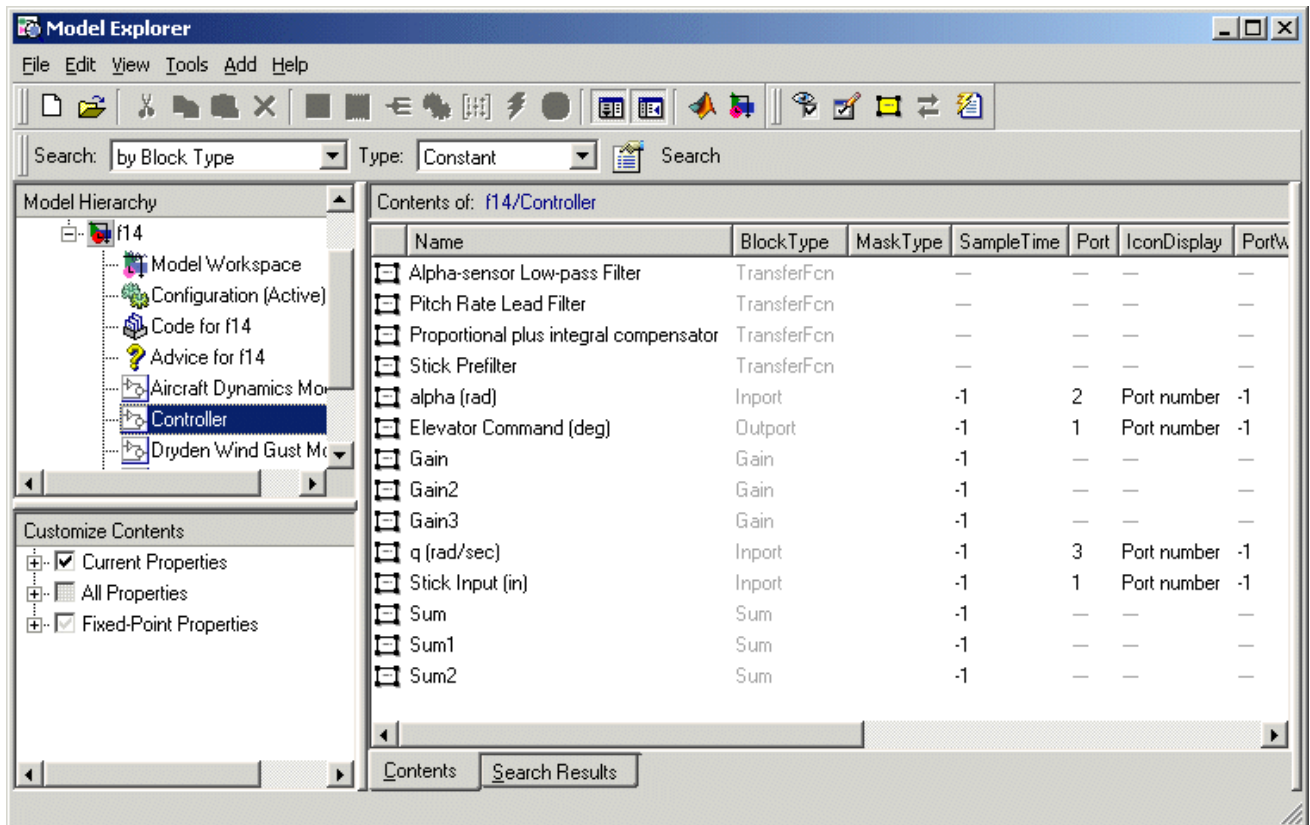 Model Explorer
File Edit View Tools Add Help
Search: by Block Type Type: Constant Search
Model Hierarchy
f14
Model Workspace
Configuration (Active)
Code for f14
Advice for f14
Aircraft Dynamics
Controller
Dryden Wind Gust
Customize Contents
Current Properties
All Properties
Fixed-Point Properties
Contents of: f14/Controller
Name BlockType MaskType SampleTime Port IconDisplay PortW
Alpha-sensor Low-pass Filter TransferFcn — — — —
Pitch Rate Lead Filter TransferFcn — — — —
Proportional plus integral compensator TransferFcn — — — —
Stick Prefilter TransferFcn — — — —
alpha (rad) Inport -1 2 Port number -1
Elevator Command (deg) Outport -1 1 Port number -1
Gain Gain -1 — — —
Gain2 Gain -1 — — —
Gain3 Gain -1 — — —
q (rad/sec) Inport -1 3 Port number -1
Stick Input (in) Inport -1 1 Port number -1
Sum Sum -1 — — —
Sum1 Sum -1 — — —
Sum2 Sum -1 — — —
Contents Search Results